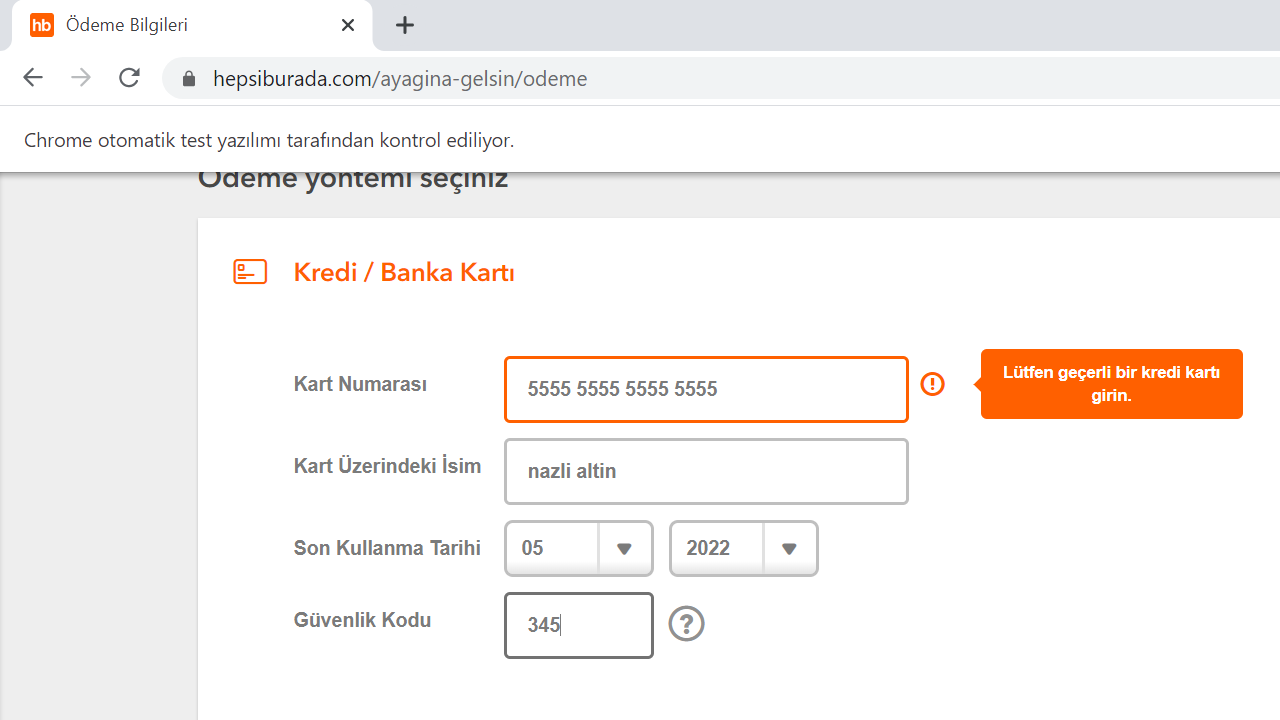 hb Ödeme Bilgileri
hepsiburada.com/ayagina-gelsin/odeme
Chrome otomatik test yazılımı tarafından kontrol ediliyor.
Ödeme yöntemi seçiniz
Kredi / Banka Kartı
Kart Numarası 5555 5555 5555 5555
Lütfen geçerli bir kredi kartı
girin.
Kart Üzerindeki İsim nazli altin
Son Kullanma Tarihi 05 2022
Güvenlik Kodu 345 ?